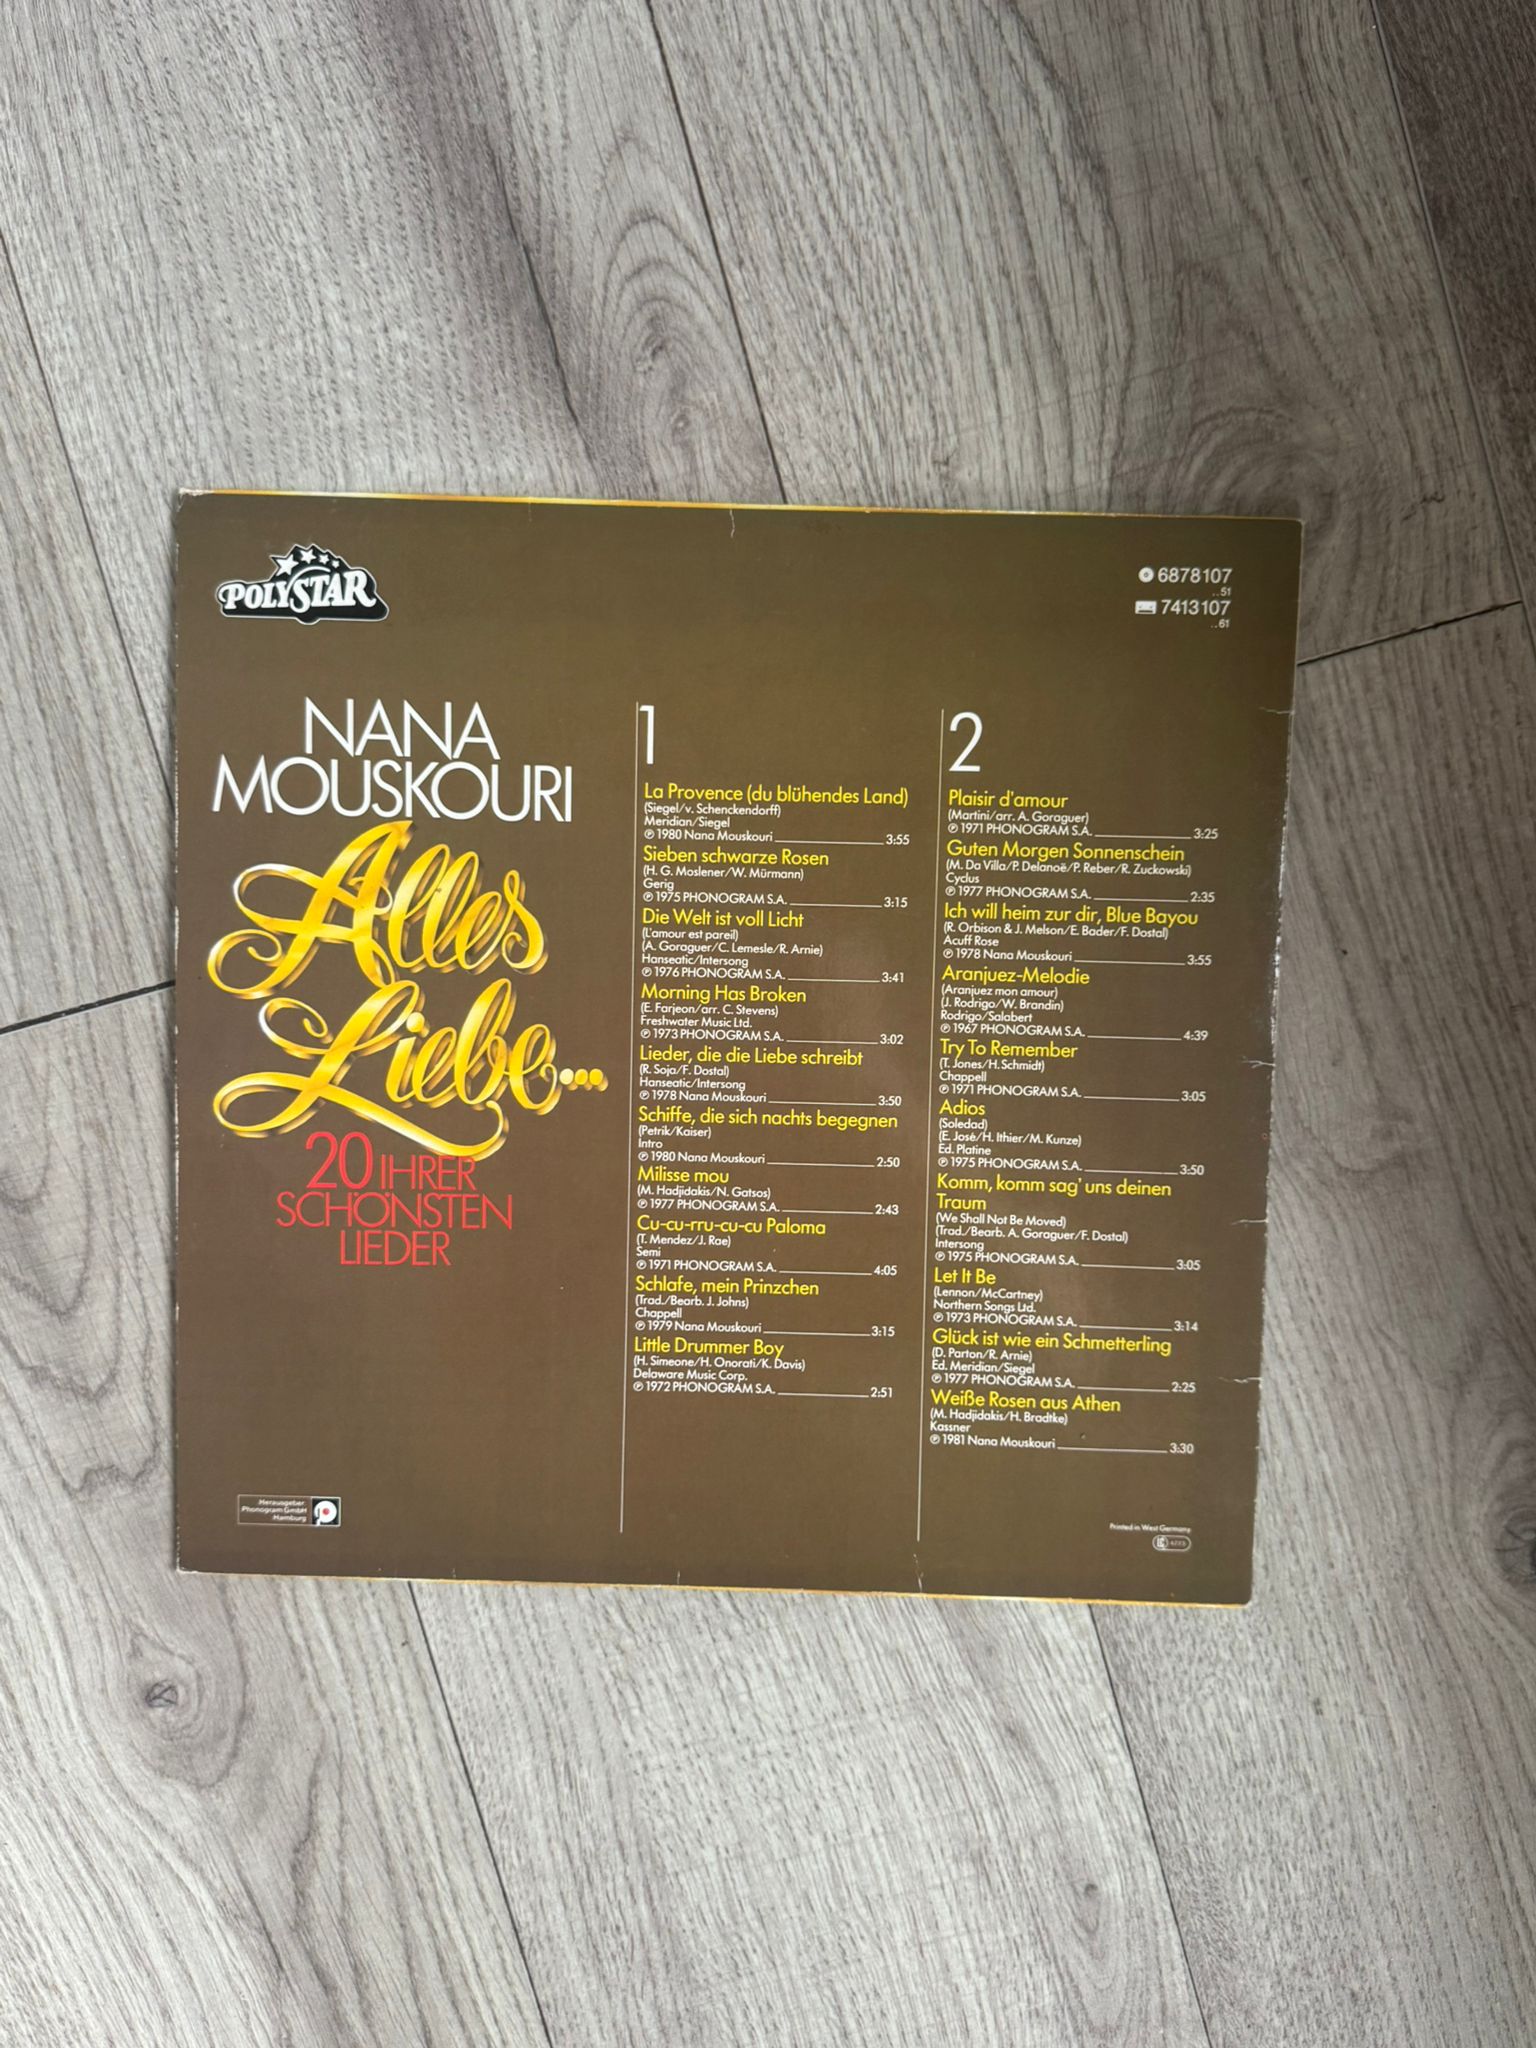 POLYSTAR
6878107
..51
7413107
..61
NANA
MOUSKOURI
Alles
Liebe...
20 IHRER
SCHÖNSTEN
LIEDER
1
La Provence (du blühendes Land)
(Siegel/v. Schenckendorff)
Meridian/Siegel
℗ 1980 Nana Mouskouri 3:55
Sieben schwarze Rosen
(H. G. Moslener/W. Mürmann)
Gerig
℗ 1975 PHONOGRAM S.A. 3:15
Die Welt ist voll Licht
(L'amour est pareil)
(A. Goraguer/C. Lemesle/R. Arnie)
Hanseatic/Intersong
℗ 1976 PHONOGRAM S.A. 3:41
Morning Has Broken
(E. Farjeon/arr. C. Stevens)
Freshwater Music Ltd.
℗ 1973 PHONOGRAM S.A. 3:02
Lieder, die die Liebe schreibt
(R. Soja/F. Dostal)
Hanseatic/Intersong
℗ 1978 Nana Mouskouri 3:50
Schiffe, die sich nachts begegnen
(Petrik/Kaiser)
Intro
℗ 1980 Nana Mouskouri 2:50
Milisse mou
(M. Hadjidakis/N. Gatsos)
℗ 1977 PHONOGRAM S.A. 2:43
Cu-cu-rru-cu-cu Paloma
(T. Mendez/J. Rae)
Semi
℗ 1971 PHONOGRAM S.A. 4:05
Schlafe, mein Prinzchen
(Trad./Bearb. J. Johns)
Chappell
℗ 1979 Nana Mouskouri 3:15
Little Drummer Boy
(H. Simeone/H. Onorati/K. Davis)
Delaware Music Corp.
℗ 1972 PHONOGRAM S.A. 2:51
2
Plaisir d'amour
(Martini/arr. A. Goraguer)
℗ 1971 PHONOGRAM S.A. 3:25
Guten Morgen Sonnenschein
(M. Da Villa/P. Delanoë/P. Reber/R. Zuckowski)
Cyclus
℗ 1977 PHONOGRAM S.A. 2:35
Ich will heim zur dir, Blue Bayou
(R. Orbison & J. Melson/E. Bader/F. Dostal)
Acuff Rose
℗ 1978 Nana Mouskouri 3:55
Aranjuez-Melodie
(Aranjuez mon amour)
(J. Rodrigo/W. Brandin)
Rodrigo/Salabert
℗ 1967 PHONOGRAM S.A. 4:39
Try To Remember
(T. Jones/H. Schmidt)
Chappell
℗ 1971 PHONOGRAM S.A. 3:05
Adios
(Soledad)
(E. José/H. Ithier/M. Kunze)
Ed. Platine
℗ 1975 PHONOGRAM S.A. 3:50
Komm, komm sag' uns deinen
Traum
(We Shall Not Be Moved)
(Trad./Bearb. A. Goraguer/F. Dostal)
Intersong
℗ 1975 PHONOGRAM S.A. 3:05
Let It Be
(Lennon/McCartney)
Northern Songs Ltd.
℗ 1973 PHONOGRAM S.A. 3:14
Glück ist wie ein Schmetterling
(D. Parton/R. Arnie)
Ed. Meridian/Siegel
℗ 1977 PHONOGRAM S.A. 2:25
Weiße Rosen aus Athen
(M. Hadjidakis/H. Bradtke)
Kassner
℗ 1981 Nana Mouskouri 3:30
Herausgeber:
Phonogram GmbH
Hamburg
Printed in West Germany